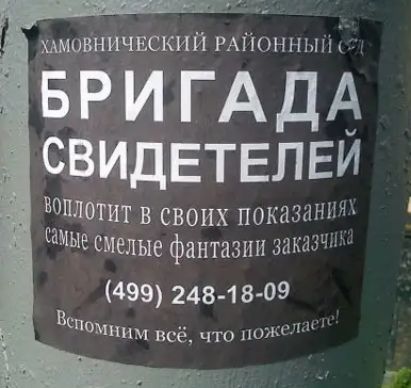 ХАМОВНИЧЕСКИЙ РАЙОННЫЙ СУД
БРИГАДА
СВИДЕТЕЛЕЙ
воплотит в своих показаниях
самые смелые фантазии заказчика
(499) 248-18-09
Вспомним всё, что пожелаете!